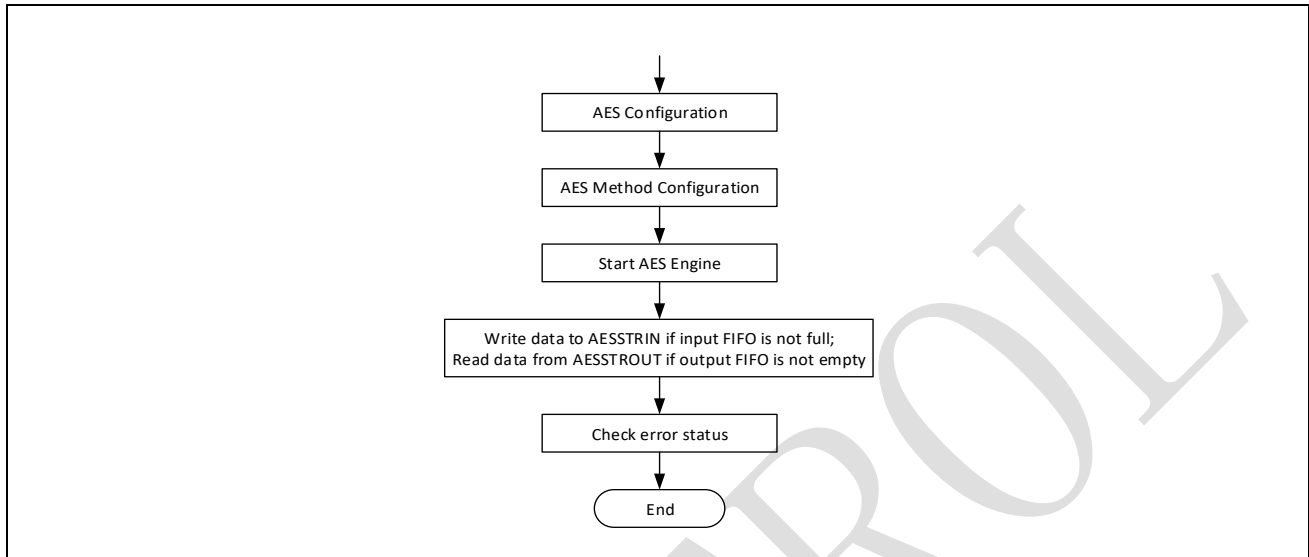 AES Configuration
AES Method Configuration
Start AES Engine
Write data to AESSTRIN if input FIFO is not full;
Read data from AESSTROUT if output FIFO is not empty
Check error status
End
ROL